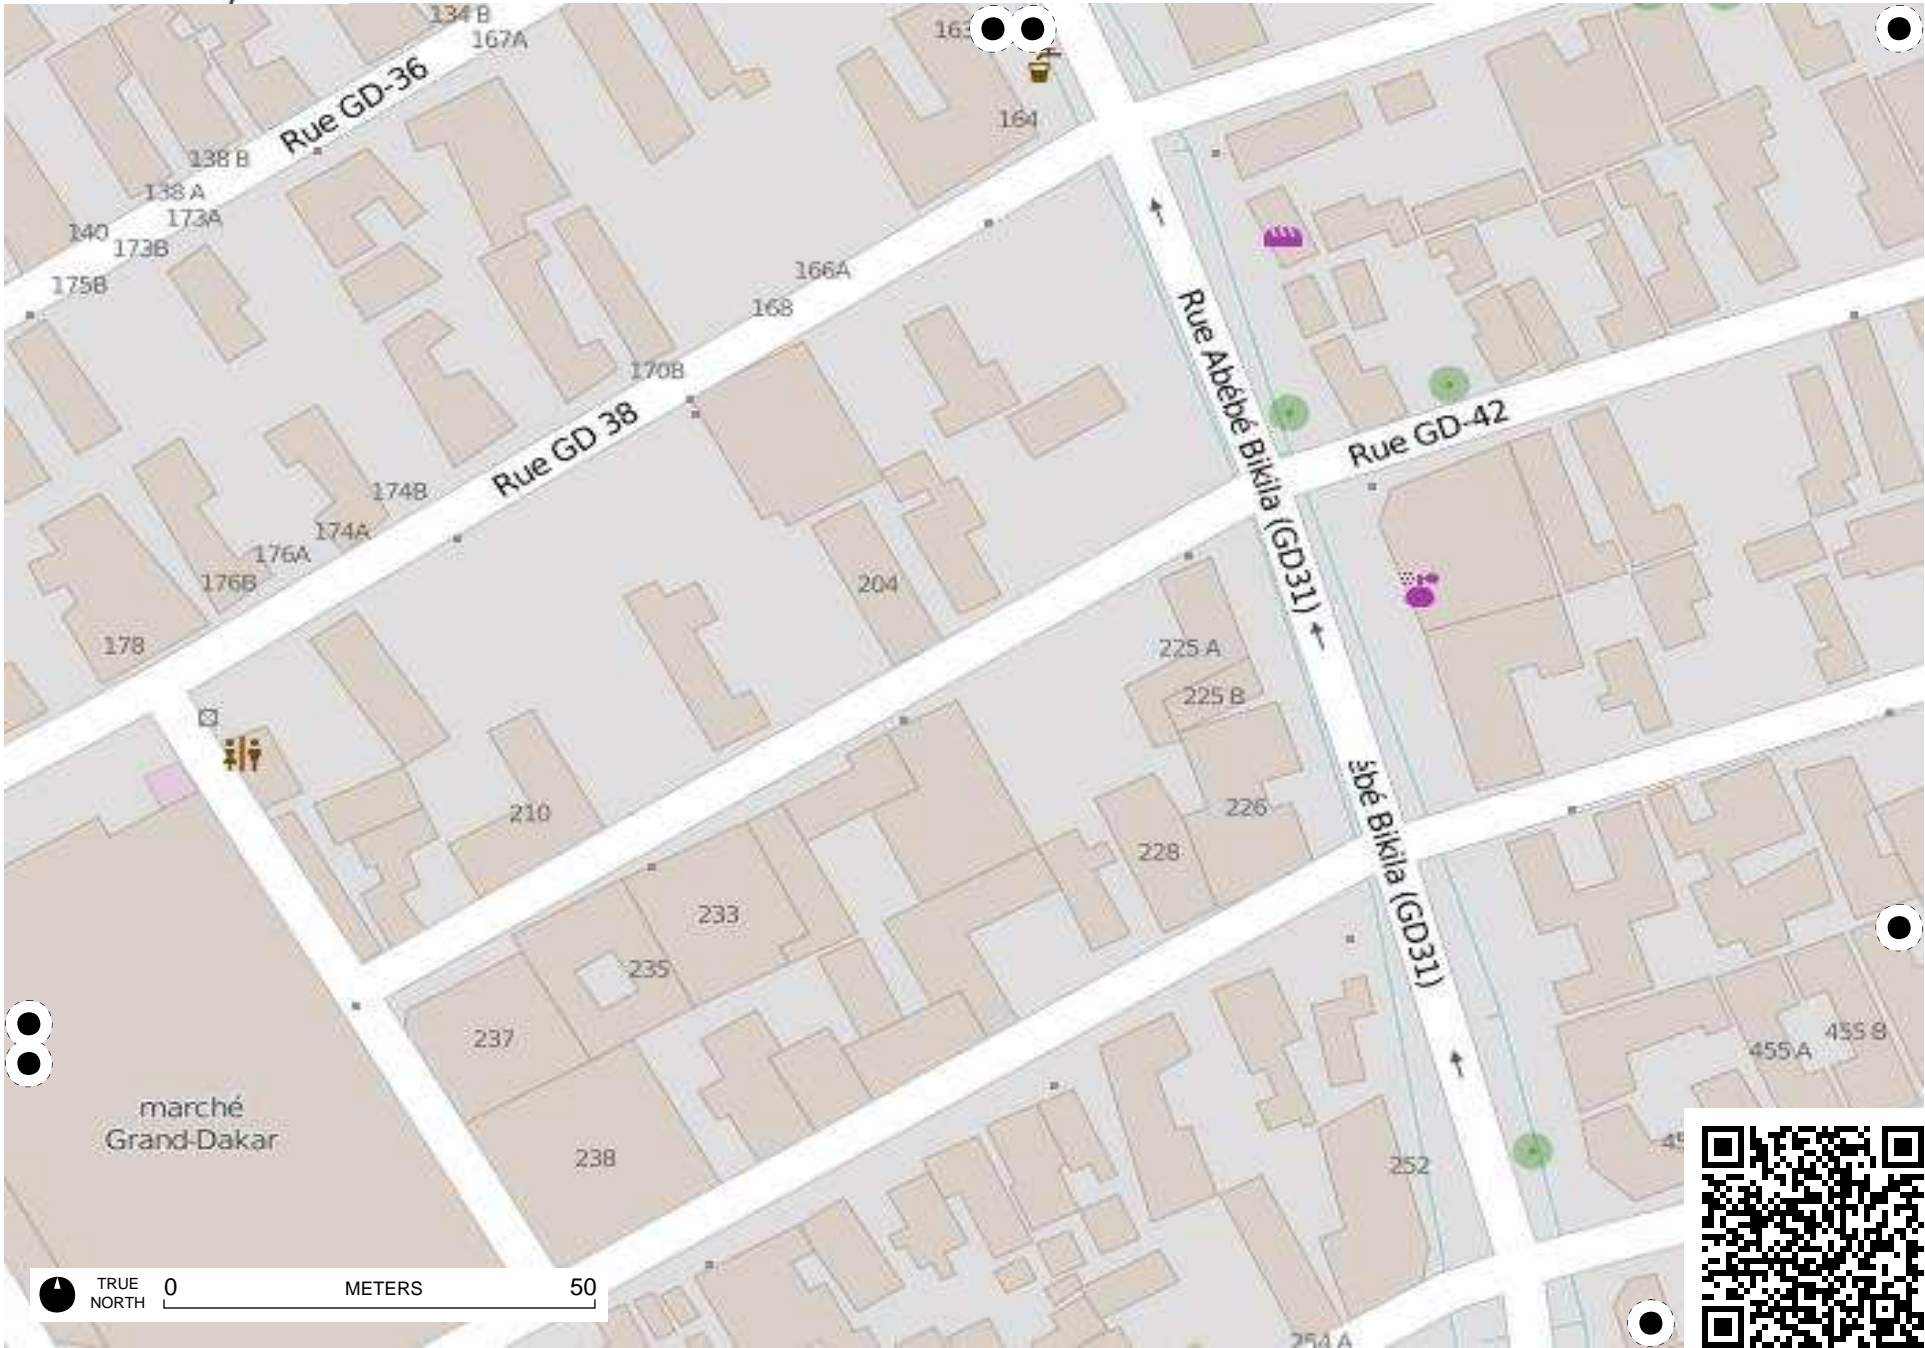 134 B
167A
163
164
Rue GD-36
138 B
138 A
173A
140
173B
175B
166A
168
170B
Rue GD 38
174B
174A
176A
176B
178
Rue Abébé Bikila (GD31)
Rue GD-42
204
225 A
225 B
210
226
228
ébé Bikila (GD31)
233
235
237
238
marché
Grand-Dakar
252
455 A
455 B
45
254 A
TRUE
NORTH
0 METERS 50